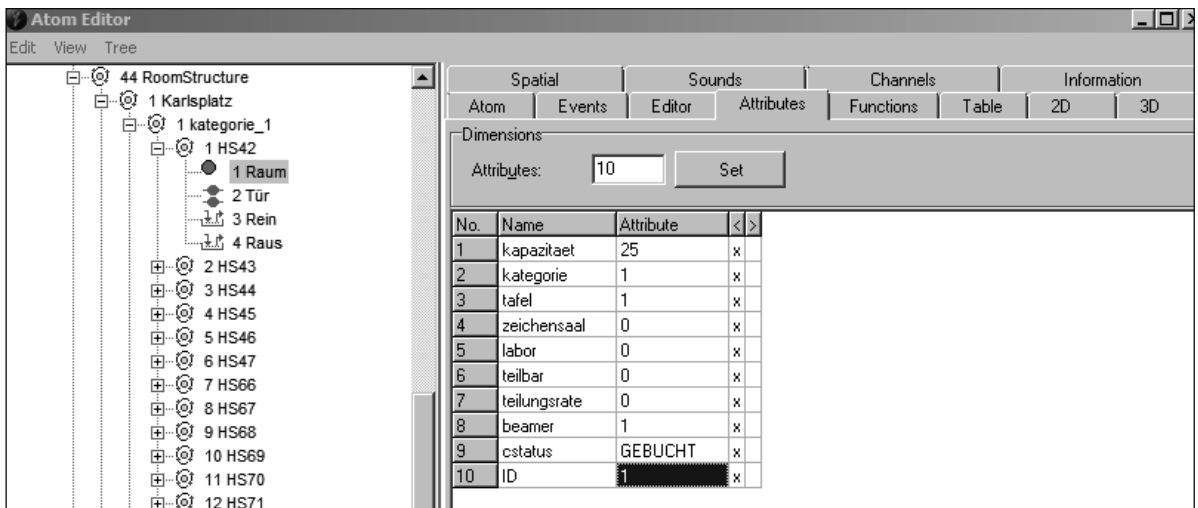 Atom Editor
Edit View Tree
44 RoomStructure
1 Karlsplatz
1 kategorie_1
1 HS42
1 Raum
2 Tür
3 Rein
4 Raus
2 HS43
3 HS44
4 HS45
5 HS46
6 HS47
7 HS66
8 HS67
9 HS68
10 HS69
11 HS70
12 HS71
Spatial Sounds Channels Information
Atom Events Editor Attributes Functions Table 2D 3D
Dimensions
Attributes: 10 Set
No. Name Attribute < >
1 kapazitaet 25 x
2 kategorie 1 x
3 tafel 1 x
4 zeichensaal 0 x
5 labor 0 x
6 teilbar 0 x
7 teilungsrate 0 x
8 beamer 1 x
9 cstatus GEBUCHT x
10 ID 1 x